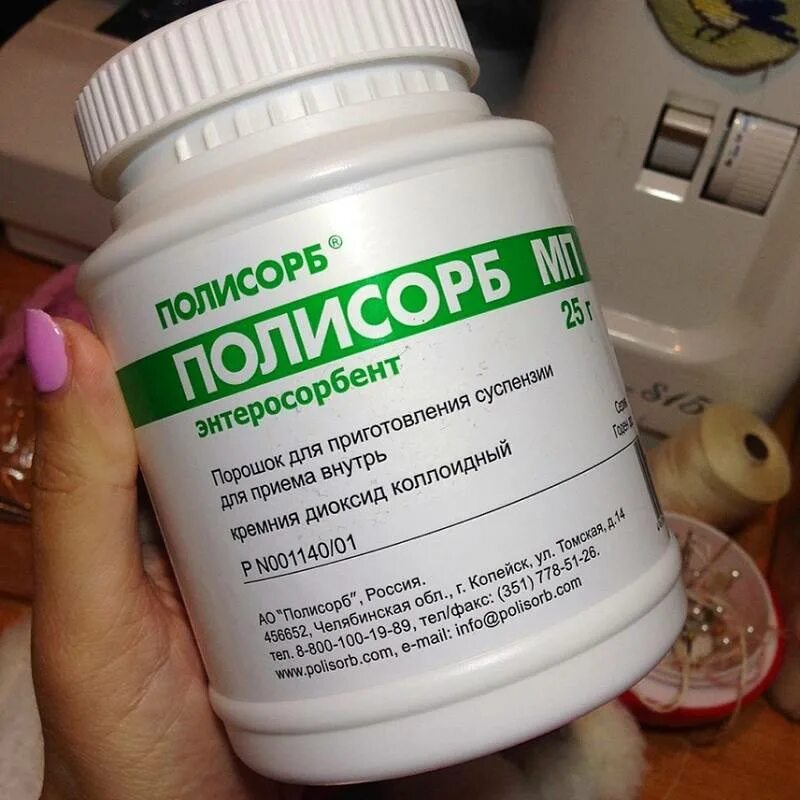 ПОЛИСОРБ®
ПОЛИСОРБ МП
25 г
энтеросорбент
Порошок для приготовления суспензии
для приема внутрь
кремния диоксид коллоидный
Р N001140/01
АО "Полисорб", Россия.
456652, Челябинская обл., г. Копейск, ул. Томская, д.14
тел. 8-800-100-19-89, тел/факс: (351) 778-51-26.
www.polisorb.com, e-mail: info@polisorb.com
Годен